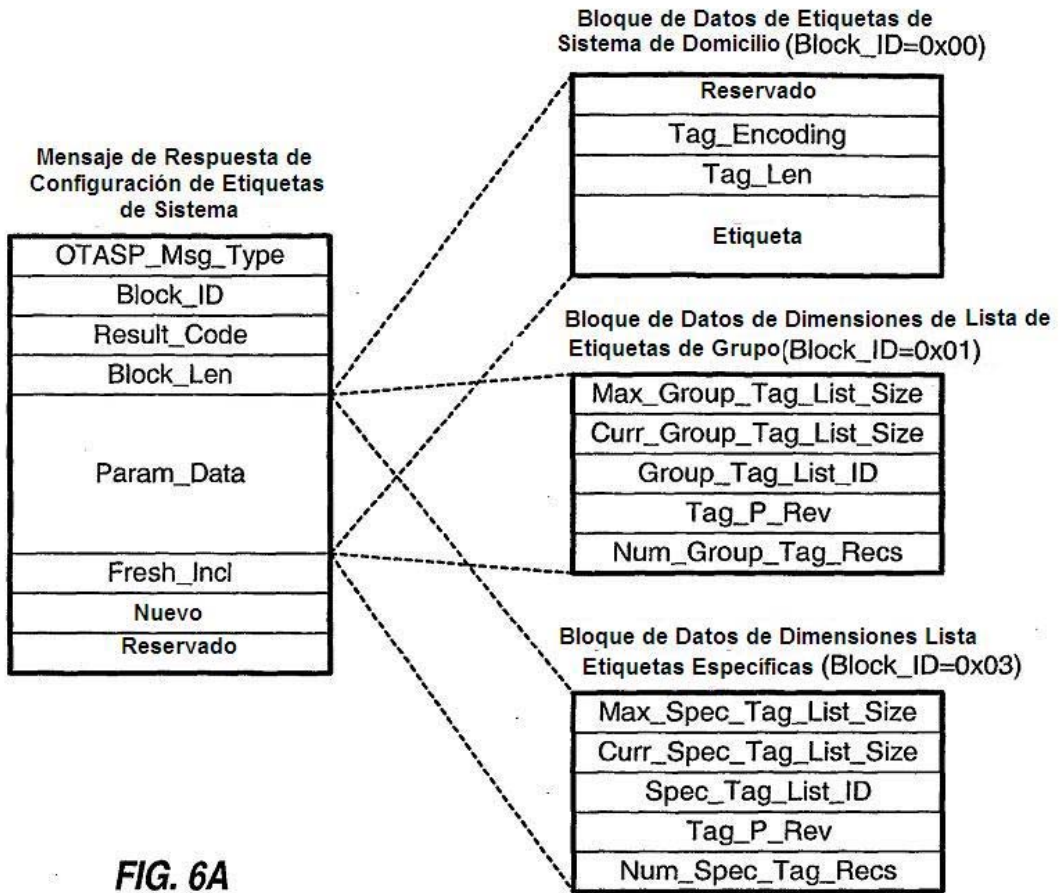 Mensaje de Respuesta de
Configuración de Etiquetas
de Sistema
OTASP_Msg_Type
Block_ID
Result_Code
Block_Len
Param_Data
Fresh_Incl
Nuevo
Reservado
Bloque de Datos de Etiquetas de
Sistema de Domicilio (Block_ID=0x00)
Reservado
Tag_Encoding
Tag_Len
Etiqueta
Bloque de Datos de Dimensiones de Lista de
Etiquetas de Grupo(Block_ID=0x01)
Max_Group_Tag_List_Size
Curr_Group_Tag_List_Size
Group_Tag_List_ID
Tag_P_Rev
Num_Group_Tag_Recs
Bloque de Datos de Dimensiones Lista
Etiquetas Específicas (Block_ID=0x03)
Max_Spec_Tag_List_Size
Curr_Spec_Tag_List_Size
Spec_Tag_List_ID
Tag_P_Rev
Num_Spec_Tag_Recs
FIG. 6A